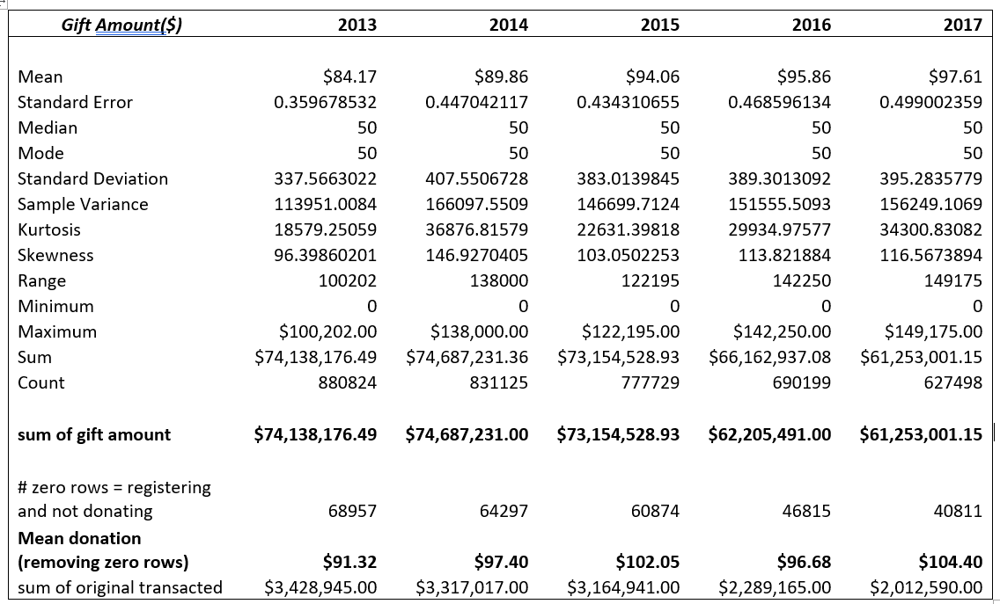 Gift Amount($) 2013 2014 2015 2016 2017
Mean $84.17 $89.86 $94.06 $95.86 $97.61
Standard Error 0.359678532 0.447042117 0.434310655 0.468596134 0.499002359
Median 50 50 50 50 50
Mode 50 50 50 50 50
Standard Deviation 337.5663022 407.5506728 383.0139845 389.3013092 395.2835779
Sample Variance 113951.0084 166097.5509 146699.7124 151555.5093 156249.1069
Kurtosis 18579.25059 36876.81579 22631.39818 29934.97577 34300.83082
Skewness 96.39860201 146.9270405 103.0502253 113.821884 116.5673894
Range 100202 138000 122195 142250 149175
Minimum 0 0 0 0 0
Maximum $100,202.00 $138,000.00 $122,195.00 $142,250.00 $149,175.00
Sum $74,138,176.49 $74,687,231.36 $73,154,528.93 $66,162,937.08 $61,253,001.15
Count 880824 831125 777729 690199 627498
sum of gift amount $74,138,176.49 $74,687,231.00 $73,154,528.93 $62,205,491.00 $61,253,001.15
# zero rows = registering
and not donating 68957 64297 60874 46815 40811
Mean donation
(removing zero rows) $91.32 $97.40 $102.05 $96.68 $104.40
sum of original transacted $3,428,945.00 $3,317,017.00 $3,164,941.00 $2,289,165.00 $2,012,590.00